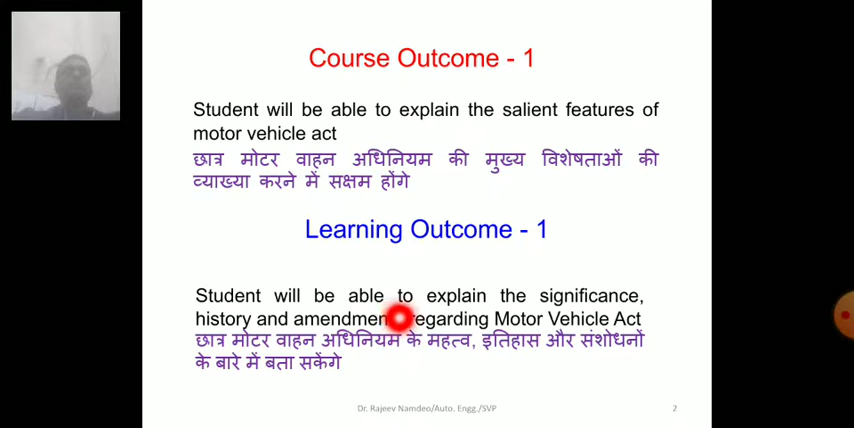 Course Outcome - 1
Student will be able to explain the salient features of
motor vehicle act
छात्र मोटर वाहन अधिनियम की मुख्य विशेषताओं की
व्याख्या करने में सक्षम होंगे
Learning Outcome - 1
Student will be able to explain the significance,
history and regarding Motor Vehicle Act
छात्र मोटर वाहन अधिनियम के महत्व, इतिहास और संशोधनों
के बारे में बता सकेंगे
Dr. Rajeev Namdeo/Auto. Engg./SVP
2